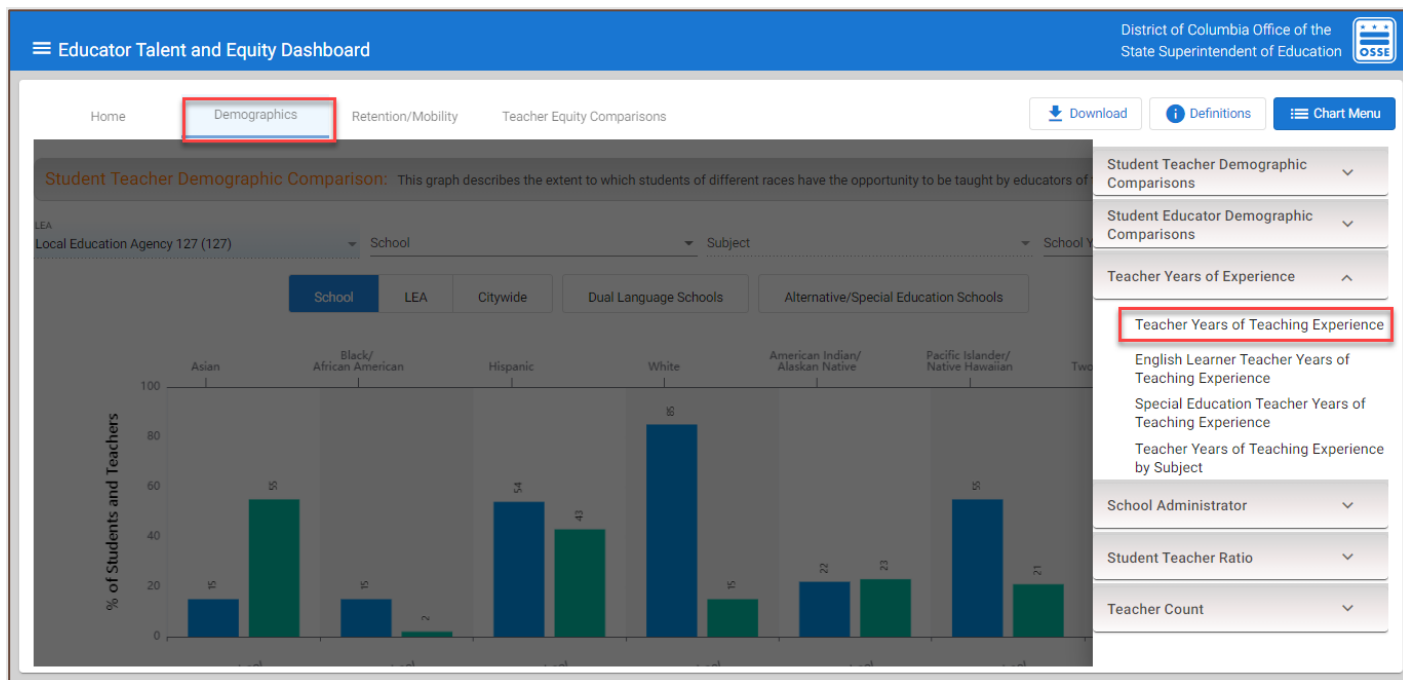 Educator Talent and Equity Dashboard
District of Columbia Office of the
State Superintendent of Education
OSSE
Home
Demographics
Retention/Mobility
Teacher Equity Comparisons
Download
Definitions
Chart Menu
Student Teacher Demographic Comparison: This graph describes the extent to which students of different races have the opportunity to be taught by educators of
LEA
Local Education Agency 127 (127)
School
Subject
School Y
School
LEA
Citywide
Dual Language Schools
Alternative/Special Education Schools
Asian
Black/
African American
Hispanic
White
American Indian/
Alaskan Native
Pacific Islander/
Native Hawaiian
Two
% of Students and Teachers
100
80
60
40
20
0
15
55
15
2
54
43
85
15
22
23
55
21
Student Teacher Demographic
Comparisons
Student Educator Demographic
Comparisons
Teacher Years of Experience
Teacher Years of Teaching Experience
English Learner Teacher Years of
Teaching Experience
Special Education Teacher Years of
Teaching Experience
Teacher Years of Teaching Experience
by Subject
School Administrator
Student Teacher Ratio
Teacher Count